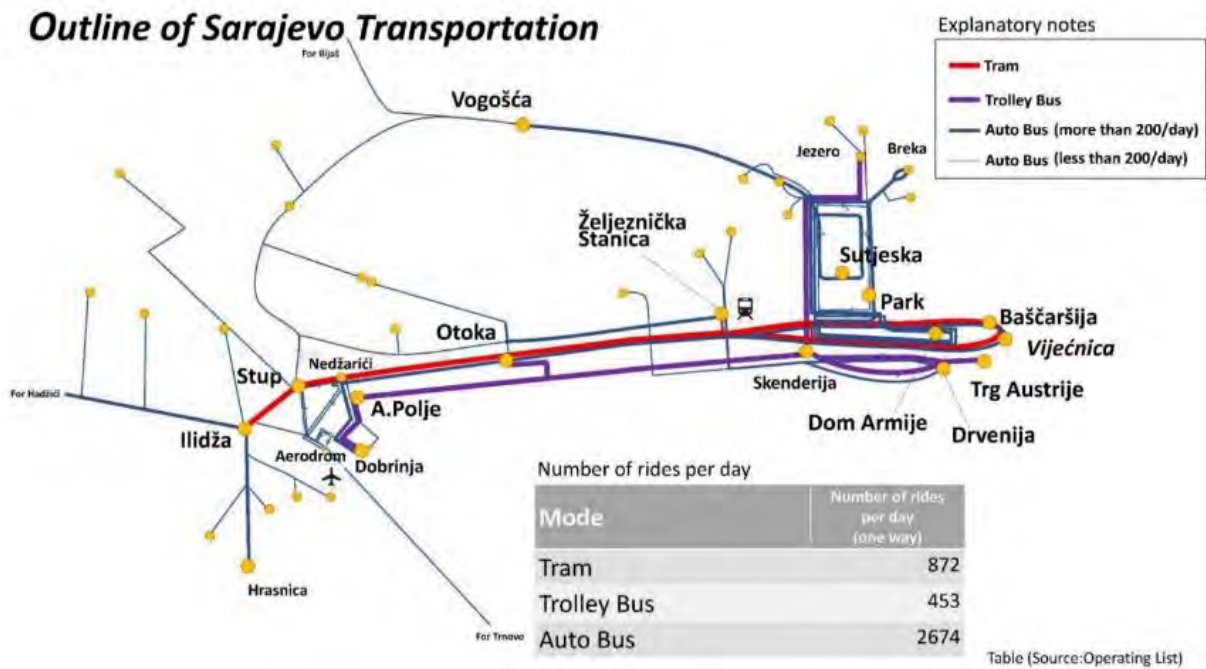 Outline of Sarajevo Transportation
For Ilijaš
Explanatory notes
Tram
Trolley Bus
Auto Bus (more than 200/day)
Auto Bus (less than 200/day)
Vogošća
Jezero
Breka
Željeznička
Stanica
Sutjeska
Park
Otoka
Baščaršija
Vijećnica
Nedžarići
Stup
Skenderija
Trg Austrije
For Hadžići
A.Polje
Dom Armije
Drvenija
Ilidža
Aerodrom
Dobrinja
Hrasnica
For Trnovo
Number of rides per day
Mode
Number of rides
per day
(one way)
Tram 872
Trolley Bus 453
Auto Bus 2674
Table (Source:Operating List)